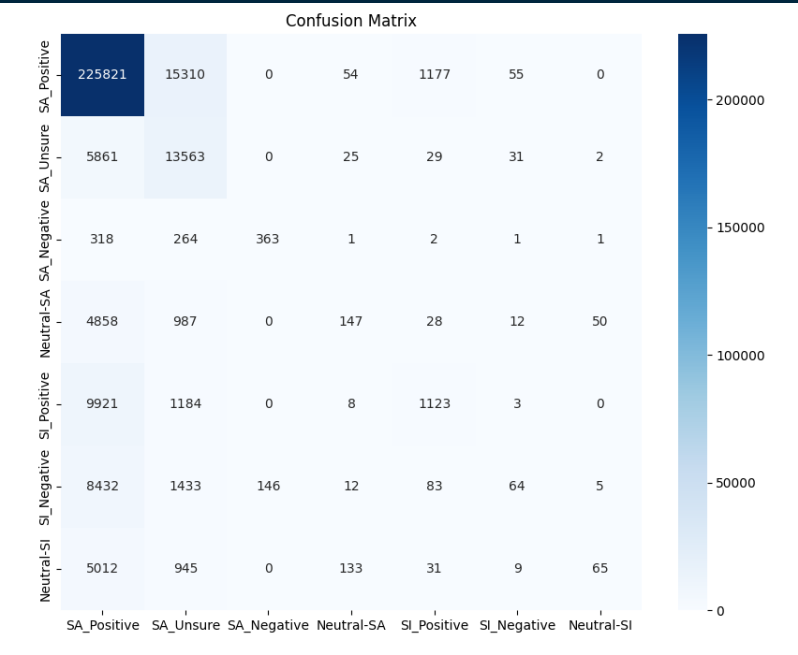 Confusion Matrix
SA_Positive
225821 15310 0 54 1177 55 0
SA_Unsure
5861 13563 0 25 29 31 2
SA_Negative
318 264 363 1 2 1 1
Neutral-SA
4858 987 0 147 28 12 50
SI_Positive
9921 1184 0 8 1123 3 0
SI_Negative
8432 1433 146 12 83 64 5
Neutral-SI
5012 945 0 133 31 9 65
SA_Positive SA_Unsure SA_Negative Neutral-SA SI_Positive SI_Negative Neutral-SI
200000
150000
100000
50000
0